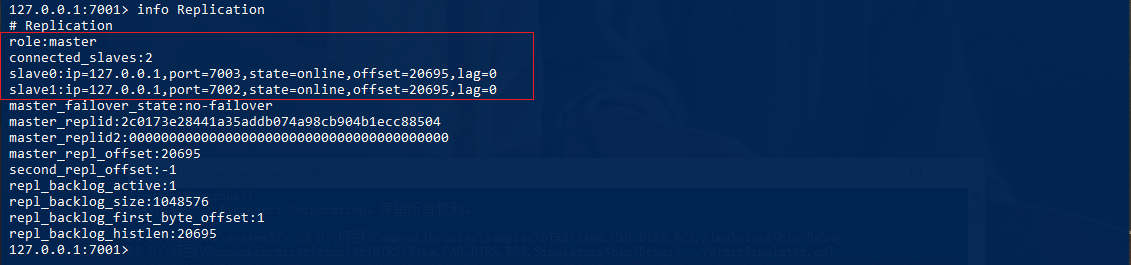 127.0.0.1:7001> info Replication
# Replication
role:master
connected_slaves:2
slave0:ip=127.0.0.1,port=7003,state=online,offset=20695,lag=0
slave1:ip=127.0.0.1,port=7002,state=online,offset=20695,lag=0
master_failover_state:no-failover
master_replid:2c0173e28441a35addb074a98cb904b1ecc88504
master_replid2:0000000000000000000000000000000000000000
master_repl_offset:20695
second_repl_offset:-1
repl_backlog_active:1
repl_backlog_size:1048576
repl_backlog_first_byte_offset:1
repl_backlog_histlen:20695
127.0.0.1:7001>